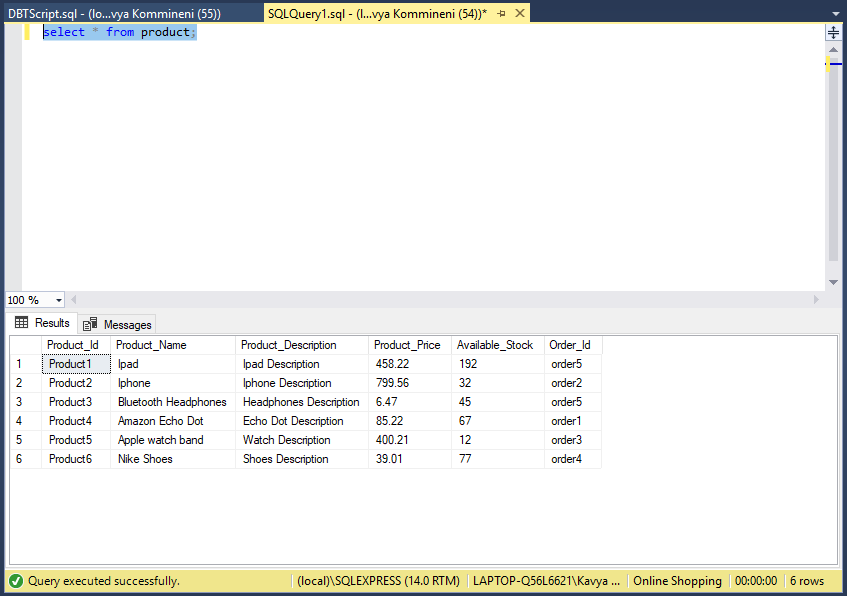 DBTScript.sql - (lo...vya Kommineni (55)) SQLQuery1.sql - (l...vya Kommineni (54))*
select * from product;
100 %
Results Messages
Product_Id Product_Name Product_Description Product_Price Available_Stock Order_Id
1 Product1 Ipad Ipad Description 458.22 192 order5
2 Product2 Iphone Iphone Description 799.56 32 order2
3 Product3 Bluetooth Headphones Headphones Description 6.47 45 order5
4 Product4 Amazon Echo Dot Echo Dot Description 85.22 67 order1
5 Product5 Apple watch band Watch Description 400.21 12 order3
6 Product6 Nike Shoes Shoes Description 39.01 77 order4
Query executed successfully. (local)\SQLEXPRESS (14.0 RTM) LAPTOP-Q56L6621\Kavya ... Online Shopping 00:00:00 6 rows